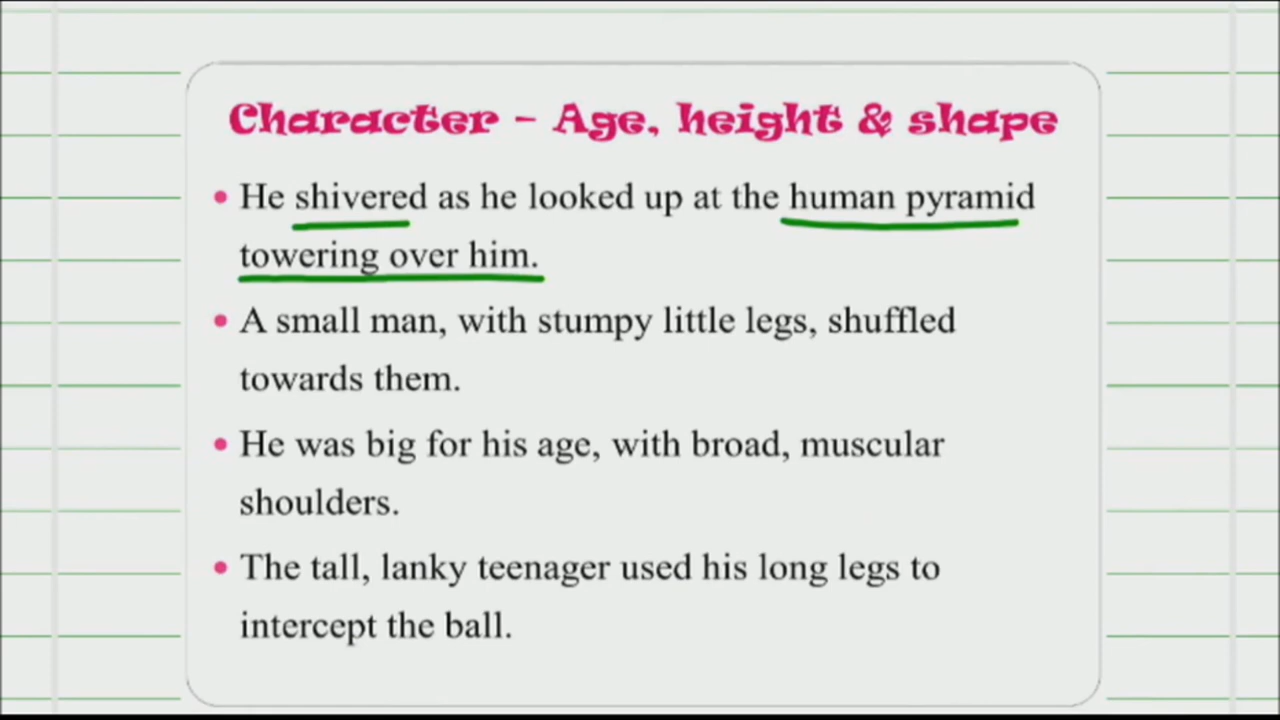 Character - Age, height & shape
• He shivered as he looked up at the human pyramid
towering over him.
• A small man, with stumpy little legs, shuffled
towards them.
• He was big for his age, with broad, muscular
shoulders.
• The tall, lanky teenager used his long legs to
intercept the ball.